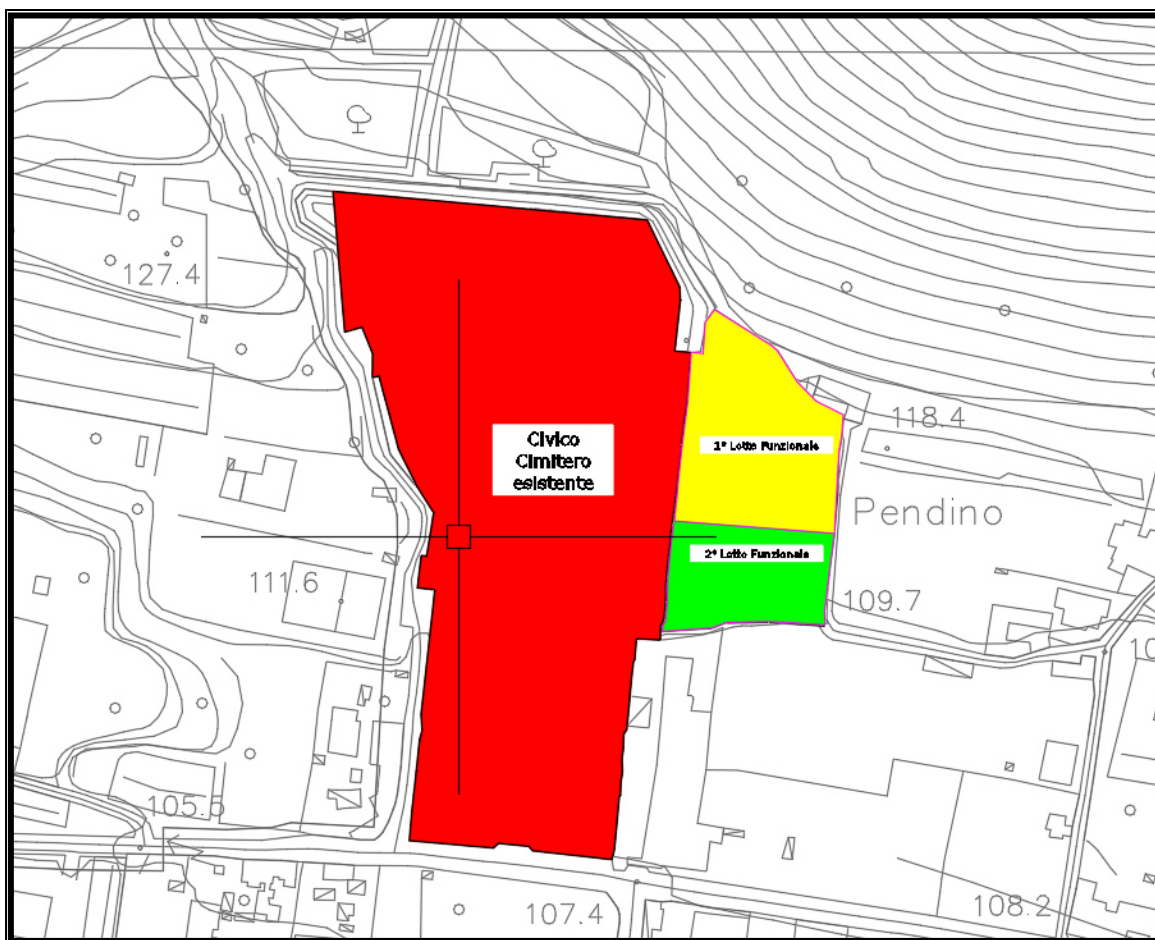 127.4
Civico
Cimitero
esistente
118.4
1° Lotto Funzionale
Pendino
2° Lotto Funzionale
111.6
109.7
10
105.5
107.4
108.2